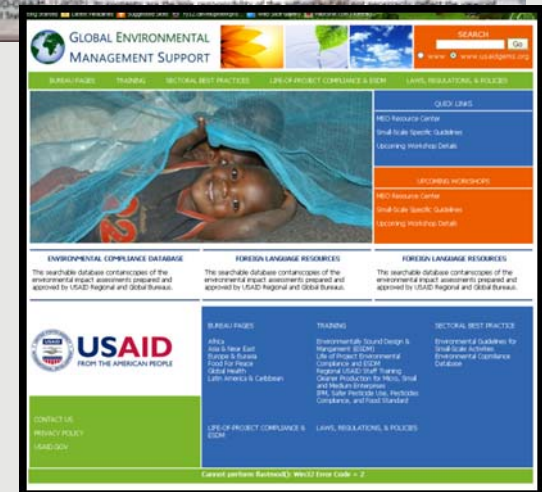 GLOBAL ENVIRONMENTAL
MANAGEMENT SUPPORT
SEARCH
Go
www www.usaidgems.org
BUREAU PAGES TRAINING SECTORAL BEST PRACTICES LIFE-OF-PROJECT COMPLIANCE & ESDM LAWS, REGULATIONS, & POLICIES
QUICK LINKS
MEO Resource Center
Small-Scale Specific Guidelines
Upcoming Workshop Details
UPCOMING WORKSHOPS
MEO Resource Center
Small-Scale Specific Guidelines
Upcoming Workshop Details
ENVIRONMENTAL COMPLIANCE DATABASE
This searchable database contanscopies of the
environmental impact assessments prepared and
approved by USAID Regional and Global Bureaus.
FOREIGN LANGUAGE RESOURCES
This searchable database contanscopies of the
environmental impact assessments prepared and
approved by USAID Regional and Global Bureaus.
FOREIGN LANGUAGE RESOURCES
This searchable database contanscopies of the
environmental impact assessments prepared and
approved by USAID Regional and Global Bureaus.
USAID
FROM THE AMERICAN PEOPLE
BUREAU PAGES
Africa
Asia & Near East
Europe & Eurasia
Food For Peace
Global Health
Latin America & Caribbean
TRAINING
Environmentally Sound Design &
Management (ESDM)
Life of Project Environmental
Compliance and ESDM
Regional USAID Staff Training
Cleaner Production for Micro, Small
and Medium Enterprises
IPM, Safer Pesticide Use, Pesticides
Compliance, and Food Standard
SECTORAL BEST PRACTICE
Environmental Guidelines for
Small-Scale Activities
Environmental Copmliance
Database
LIFE-OF-PROJECT COMPLIANCE &
ESDM
LAWS, REGULATIONS, & POLICIES
CONTACT US
PRIVACY POLICY
USAID.GOV
Cannot perform flastmod(): Win32 Error Code = 2